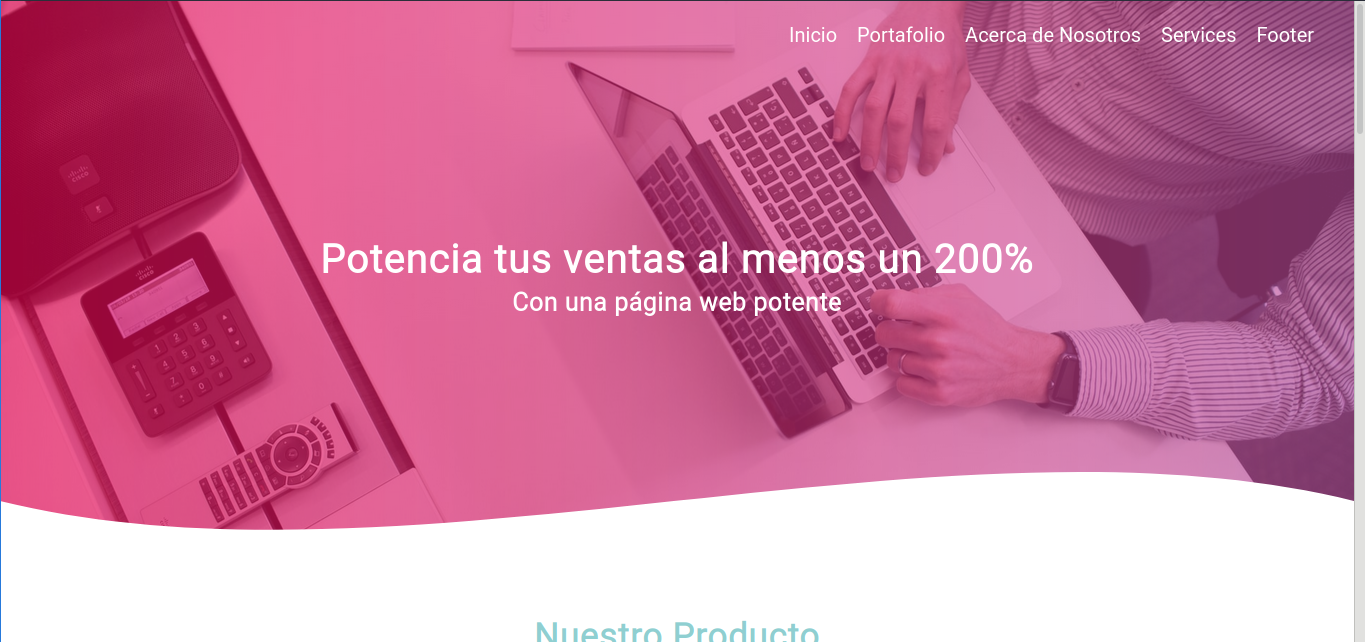 Inicio Portafolio Acerca de Nosotros Services Footer
Potencia tus ventas al menos un 200%
Con una página web potente
Nuestro Producto